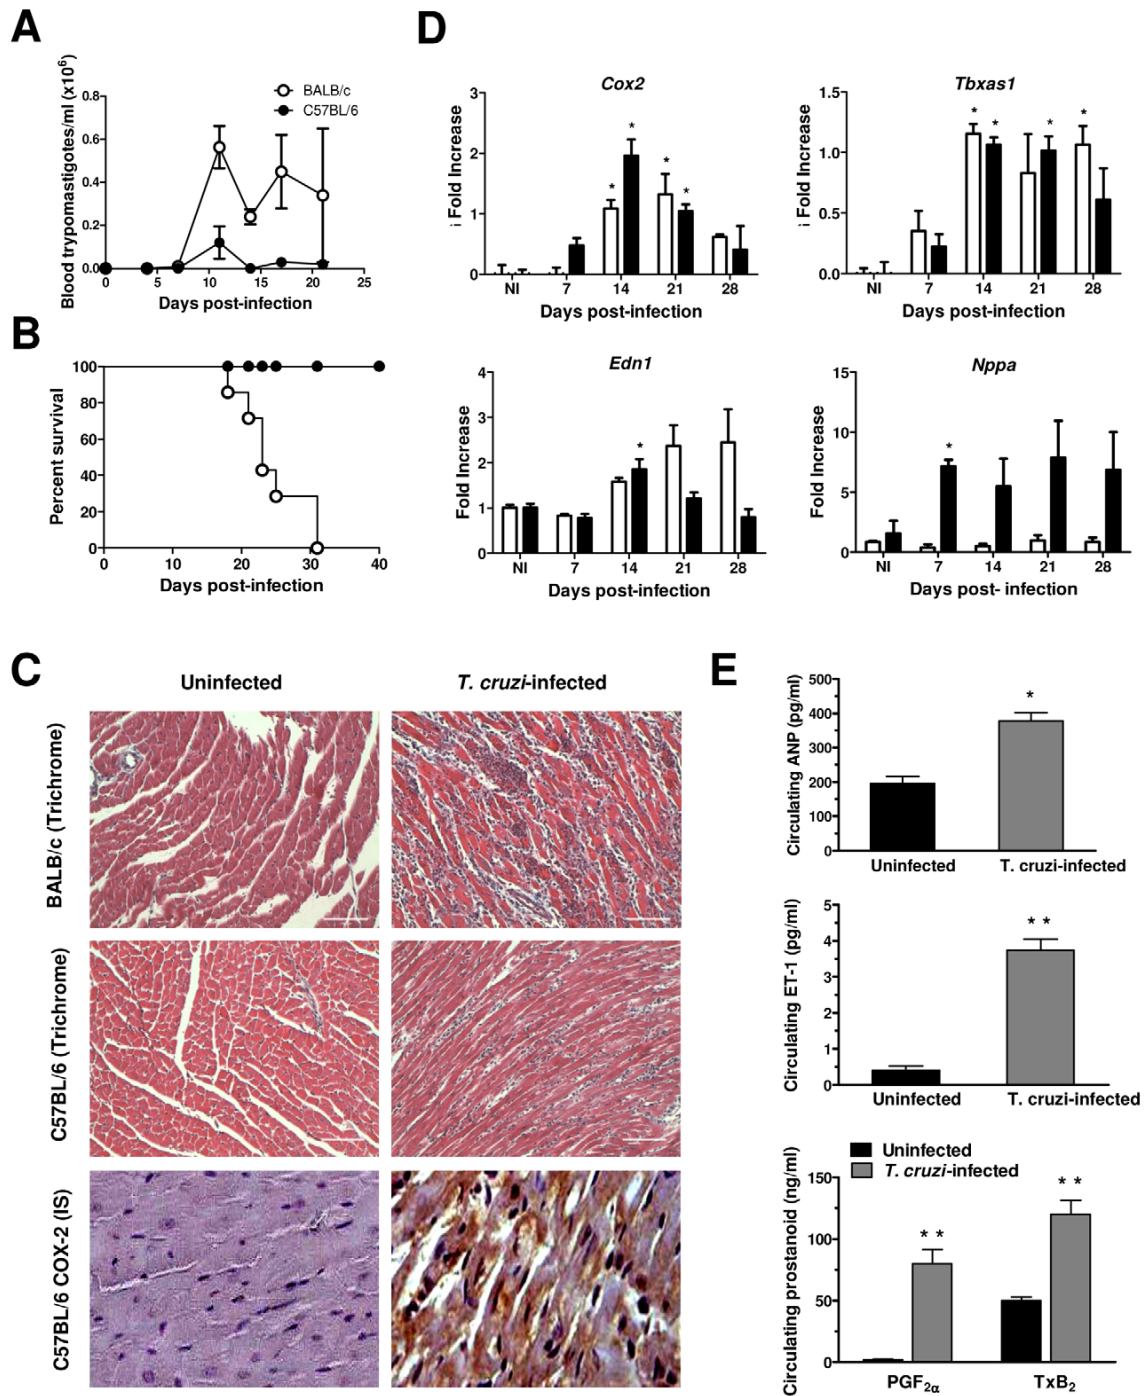 A
Blood trypomastigotes/ml (x10⁶)
0.8
0.6
0.4
0.2
0.0
BALB/c
C57BL/6
0 5 10 15 20 25
Days post-infection
B
Percent survival
100
80
60
40
20
0
0 10 20 30 40
Days post-infection
D
Cox2
Fold Increase
3
2
1
0
* * * *
NI 7 14 21 28
Days post-infection
Tbxas1
Fold Increase
1.5
1.0
0.5
0.0
* * * *
NI 7 14 21 28
Days post-infection
Edn1
Fold Increase
4
3
2
1
0
*
NI 7 14 21 28
Days post-infection
Nppa
Fold Increase
15
10
5
0
*
NI 7 14 21 28
Days post- infection
C
Uninfected
T. cruzi-infected
BALB/c (Trichrome)
C57BL/6 (Trichrome)
C57BL/6 COX-2 (IS)
E
Circulating ANP (pg/ml)
500
400
300
200
100
0
*
Uninfected T. cruzi-infected
Circulating ET-1 (pg/ml)
5
4
3
2
1
0
* *
Uninfected T. cruzi-infected
Uninfected
T. cruzi-infected
Circulating prostanoid (ng/ml)
150
100
50
0
* *
* *
PGF₂α TxB₂